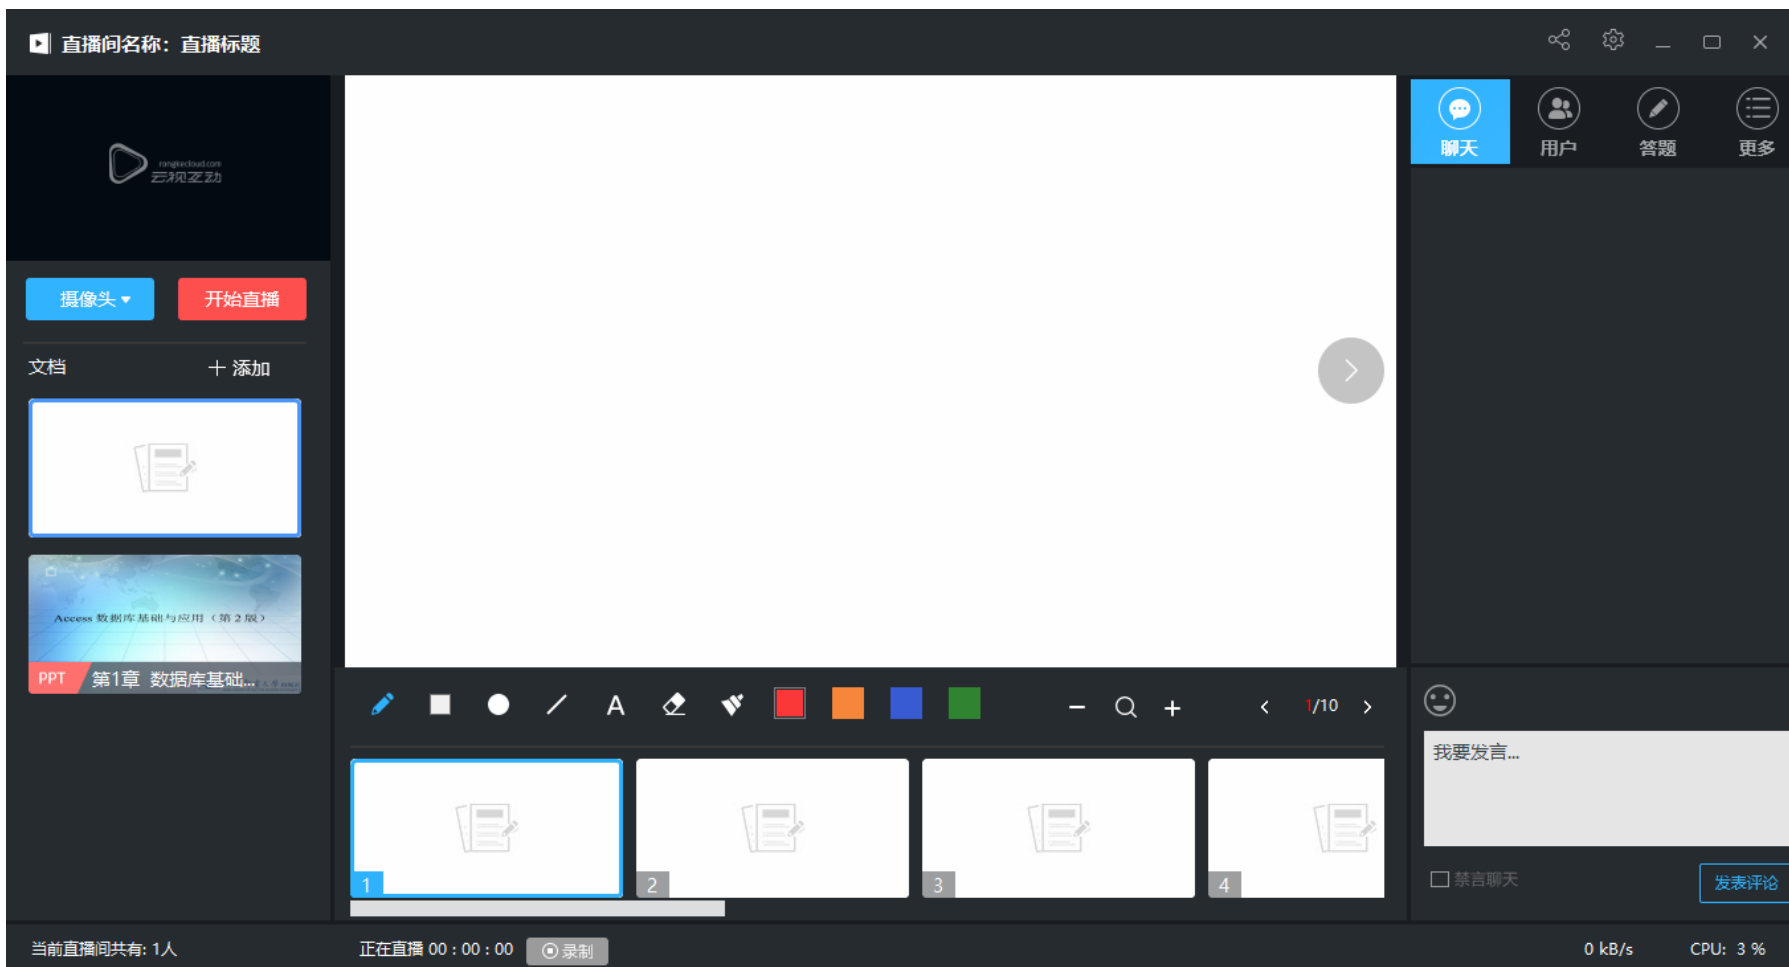 直播间名称：直播标题
rongkecloud.com
云视互动
摄像头
开始直播
文档
添加
Access 数据库基础与应用（第2版）
PPT 第1章 数据库基础...
聊天
用户
答题
更多
A
1/10
1
2
3
4
我要发言...
禁言聊天
发表评论
当前直播间共有: 1人
正在直播 00 : 00 : 00
录制
0 kB/s
CPU: 3 %